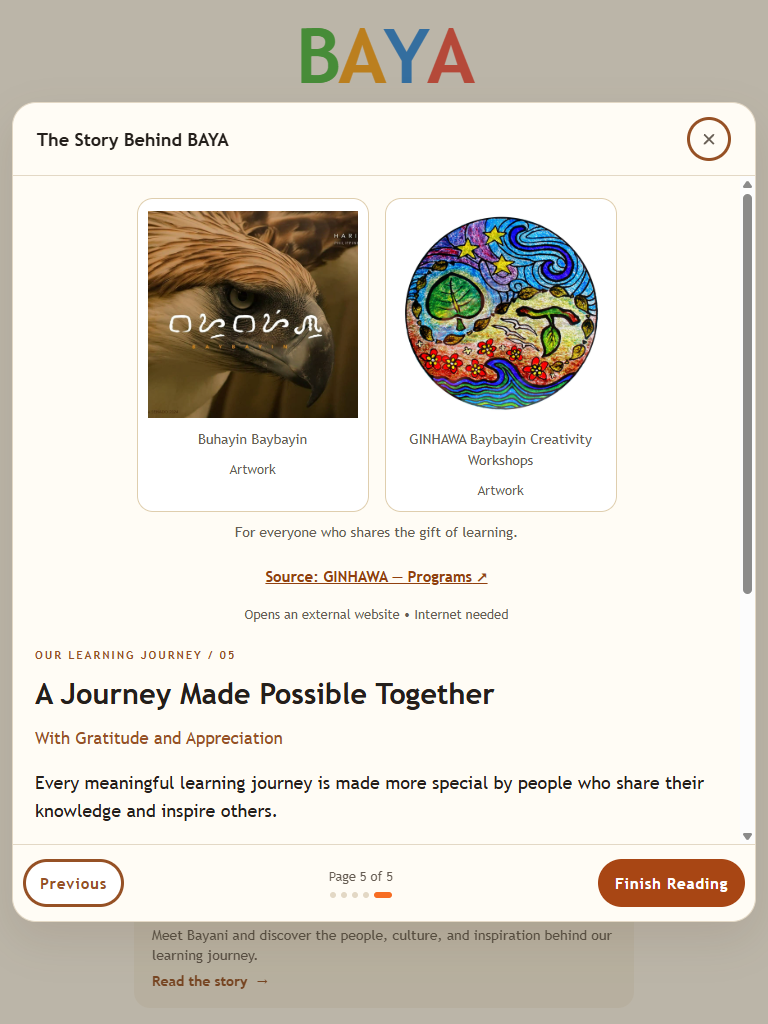 BAYA
The Story Behind BAYA
HARI
Buhayin Baybayin
Artwork
GINHAWA Baybayin Creativity
Workshops
Artwork
For everyone who shares the gift of learning.
Source: GINHAWA — Programs ↗
Opens an external website • Internet needed
OUR LEARNING JOURNEY / 05
A Journey Made Possible Together
With Gratitude and Appreciation
Every meaningful learning journey is made more special by people who share their
knowledge and inspire others.
Previous
Page 5 of 5
Finish Reading
Meet Bayani and discover the people, culture, and inspiration behind our
learning journey.
Read the story →